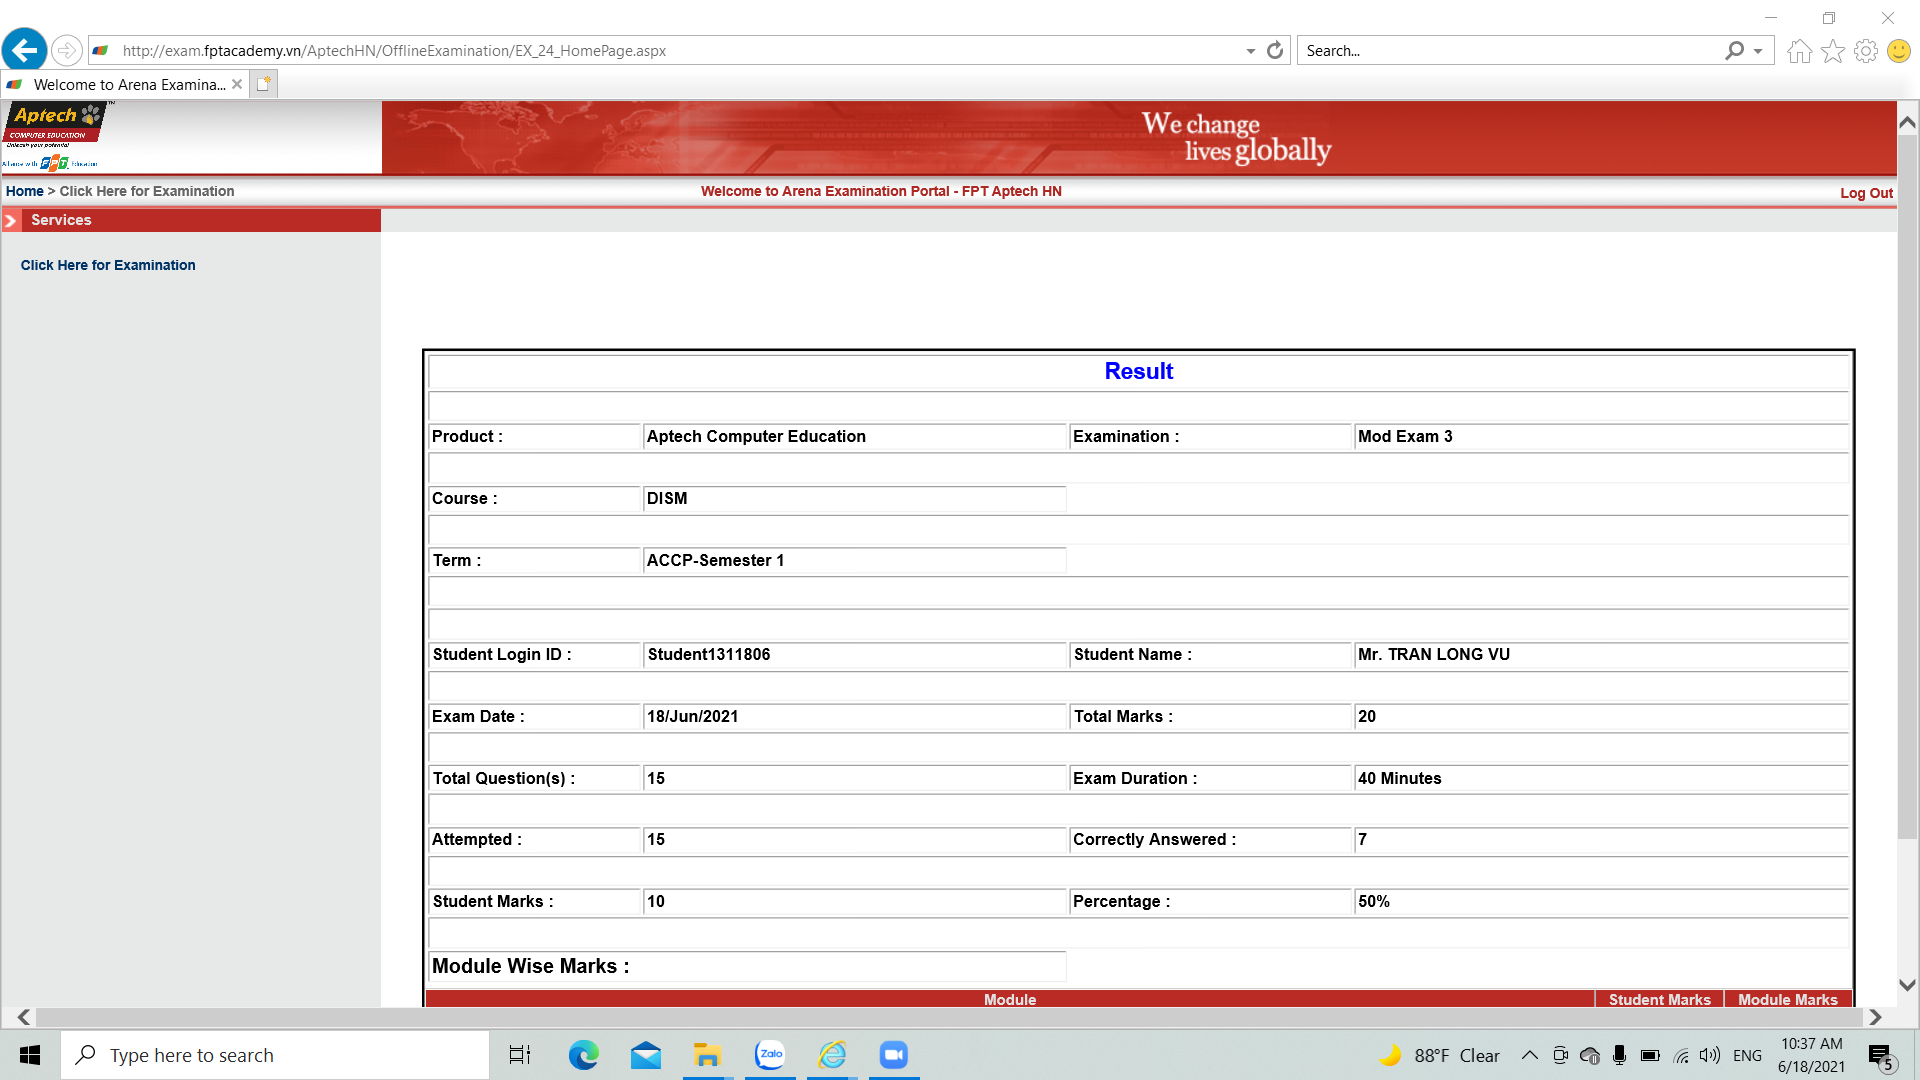 http://exam.fptacademy.vn/AptechHN/OfflineExamination/EX_24_HomePage.aspx
Search...
Welcome to Arena Examina...
Aptech
COMPUTER EDUCATION
Unleash your potential
Alliance with FPT Education
We change
lives globally
Home > Click Here for Examination
Welcome to Arena Examination Portal - FPT Aptech HN
Log Out
Services
Click Here for Examination
Result
Product : Aptech Computer Education Examination : Mod Exam 3
Course : DISM
Term : ACCP-Semester 1
Student Login ID : Student1311806 Student Name : Mr. TRAN LONG VU
Exam Date : 18/Jun/2021 Total Marks : 20
Total Question(s) : 15 Exam Duration : 40 Minutes
Attempted : 15 Correctly Answered : 7
Student Marks : 10 Percentage : 50%
Module Wise Marks :
Module Student Marks Module Marks
Type here to search
Zalo
88°F Clear
ENG
10:37 AM
6/18/2021
5